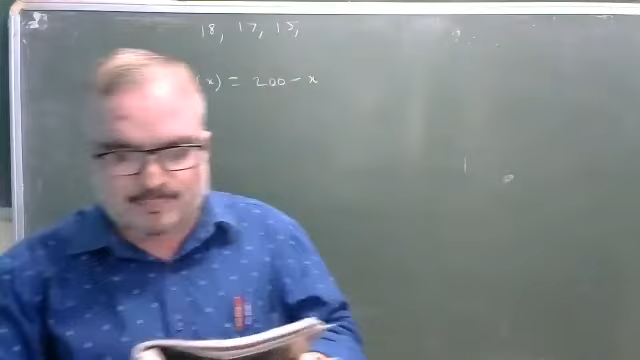 18, 17, 15,
(x) = 200 - x